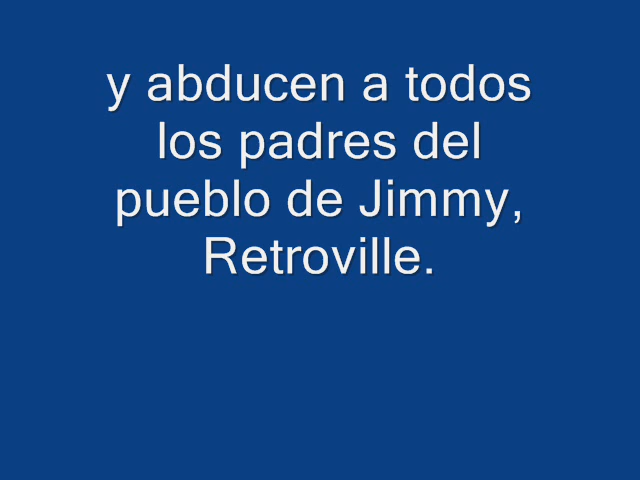 y abducen a todos
los padres del
pueblo de Jimmy,
Retroville.